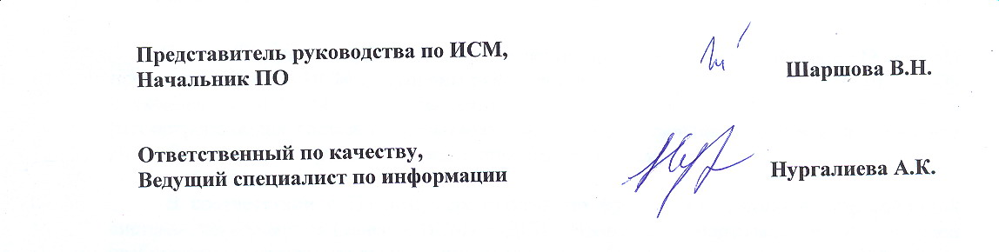 Представитель руководства по ИСМ,
Начальник ПО
Шаршова В.Н.
Ответственный по качеству,
Ведущий специалист по информации
Нургалиева А.К.